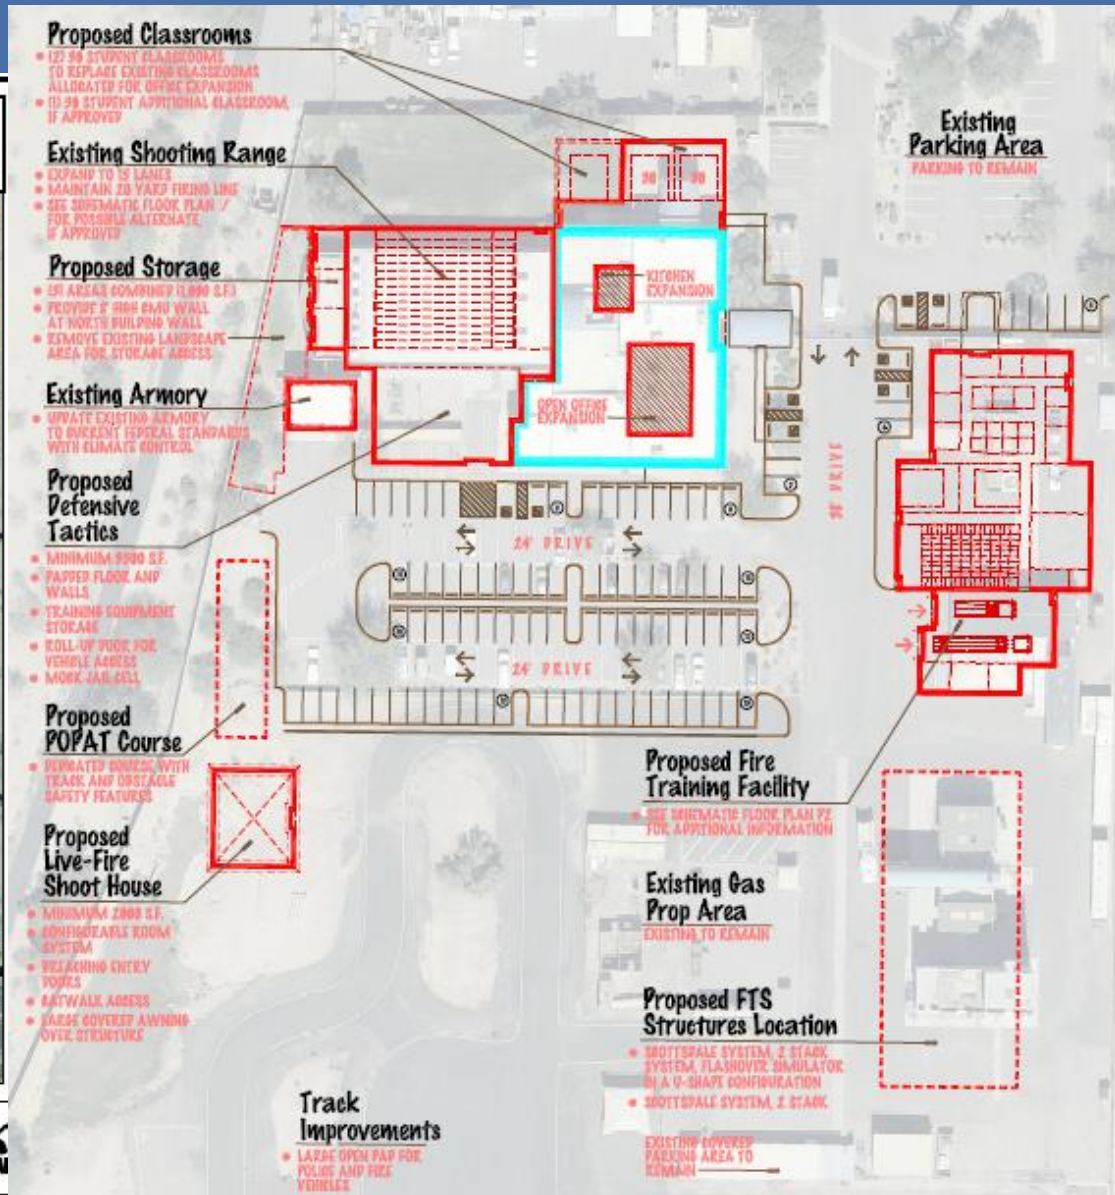 Proposed Classrooms
• (2) 30 STUDENT CLASSROOMS
TO REPLACE EXISTING CLASSROOMS
ALLOCATED FOR OFFICE EXPANSION
• (1) 30 STUDENT ADDITIONAL CLASSROOM,
IF APPROVED
Existing Shooting Range
• EXPAND TO 15 LANES
• MAINTAIN 20 YARD FIRING LINE
• SEE SCHEMATIC FLOOR PLAN /
FOR POSSIBLE ALTERNATE,
IF APPROVED
Proposed Storage
AREAS COMBINED (1,000 S.F.)
• PROVIDE 8' HIGH CMU WALL
AT NORTH BUILDING WALL
• REMOVE EXISTING LANDSCAPE
AREA FOR STORAGE ACCESS
Existing Armory
• UPDATE EXISTING ARMORY
TO CURRENT FEDERAL STANDARDS
WITH CLIMATE CONTROL
Proposed
Defensive
Tactics
• MINIMUM S.F.
• PADDED FLOOR AND
WALLS
• TRAINING EQUIPMENT
STORAGE
• ROLL-UP DOOR FOR
VEHICLE ACCESS
• MOCK JAIL CELL
Proposed
POPAT Course
• DEDICATED COURSE WITH
TRACK AND OBSTACLE
SAFETY FEATURES
Proposed
Live-Fire
Shoot House
• MINIMUM 2000 S.F.
• CONFIGURABLE ROOM
SYSTEM
• BREACHING ENTRY
DOORS
• CATWALK ACCESS
• LARGE COVERED AWNING
OVER STRUCTURE
30 30
KITCHEN
EXPANSION
OPEN OFFICE
EXPANSION
24' DRIVE
24' DRIVE
DRIVE
Existing
Parking Area
PARKING TO REMAIN
Proposed Fire
Training Facility
• SEE SCHEMATIC FLOOR PLAN P2
FOR ADDITIONAL INFORMATION
Existing Gas
Prop Area
EXISTING TO REMAIN
Proposed FTS
Structures Location
• SCOTTSDALE SYSTEM, 2 STACK
SYSTEM, FLASHOVER SIMULATOR
IN A U-SHAPE CONFIGURATION
• SCOTTSDALE SYSTEM, 2 STACK
EXISTING COVERED
PARKING AREA TO
REMAIN
Track
Improvements
• LARGE OPEN PAD FOR
POLICE AND FIRE
VEHICLES